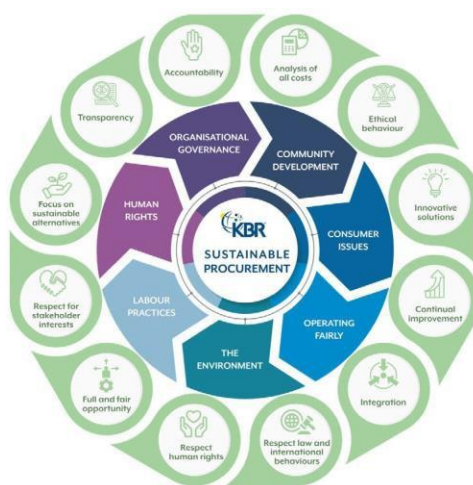 Accountability
Analysis of
all costs
Ethical
behaviour
Innovative
solutions
Continual
improvement
Integration
Respect law and
international
behaviours
Respect
human rights
Full and fair
opportunity
Respect for
stakeholder
interests
Focus on
sustainable
alternatives
Transparency
ORGANISATIONAL
GOVERNANCE
COMMUNITY
DEVELOPMENT
CONSUMER
ISSUES
OPERATING
FAIRLY
THE
ENVIRONMENT
LABOUR
PRACTICES
HUMAN
RIGHTS
KBR
SUSTAINABLE
PROCUREMENT